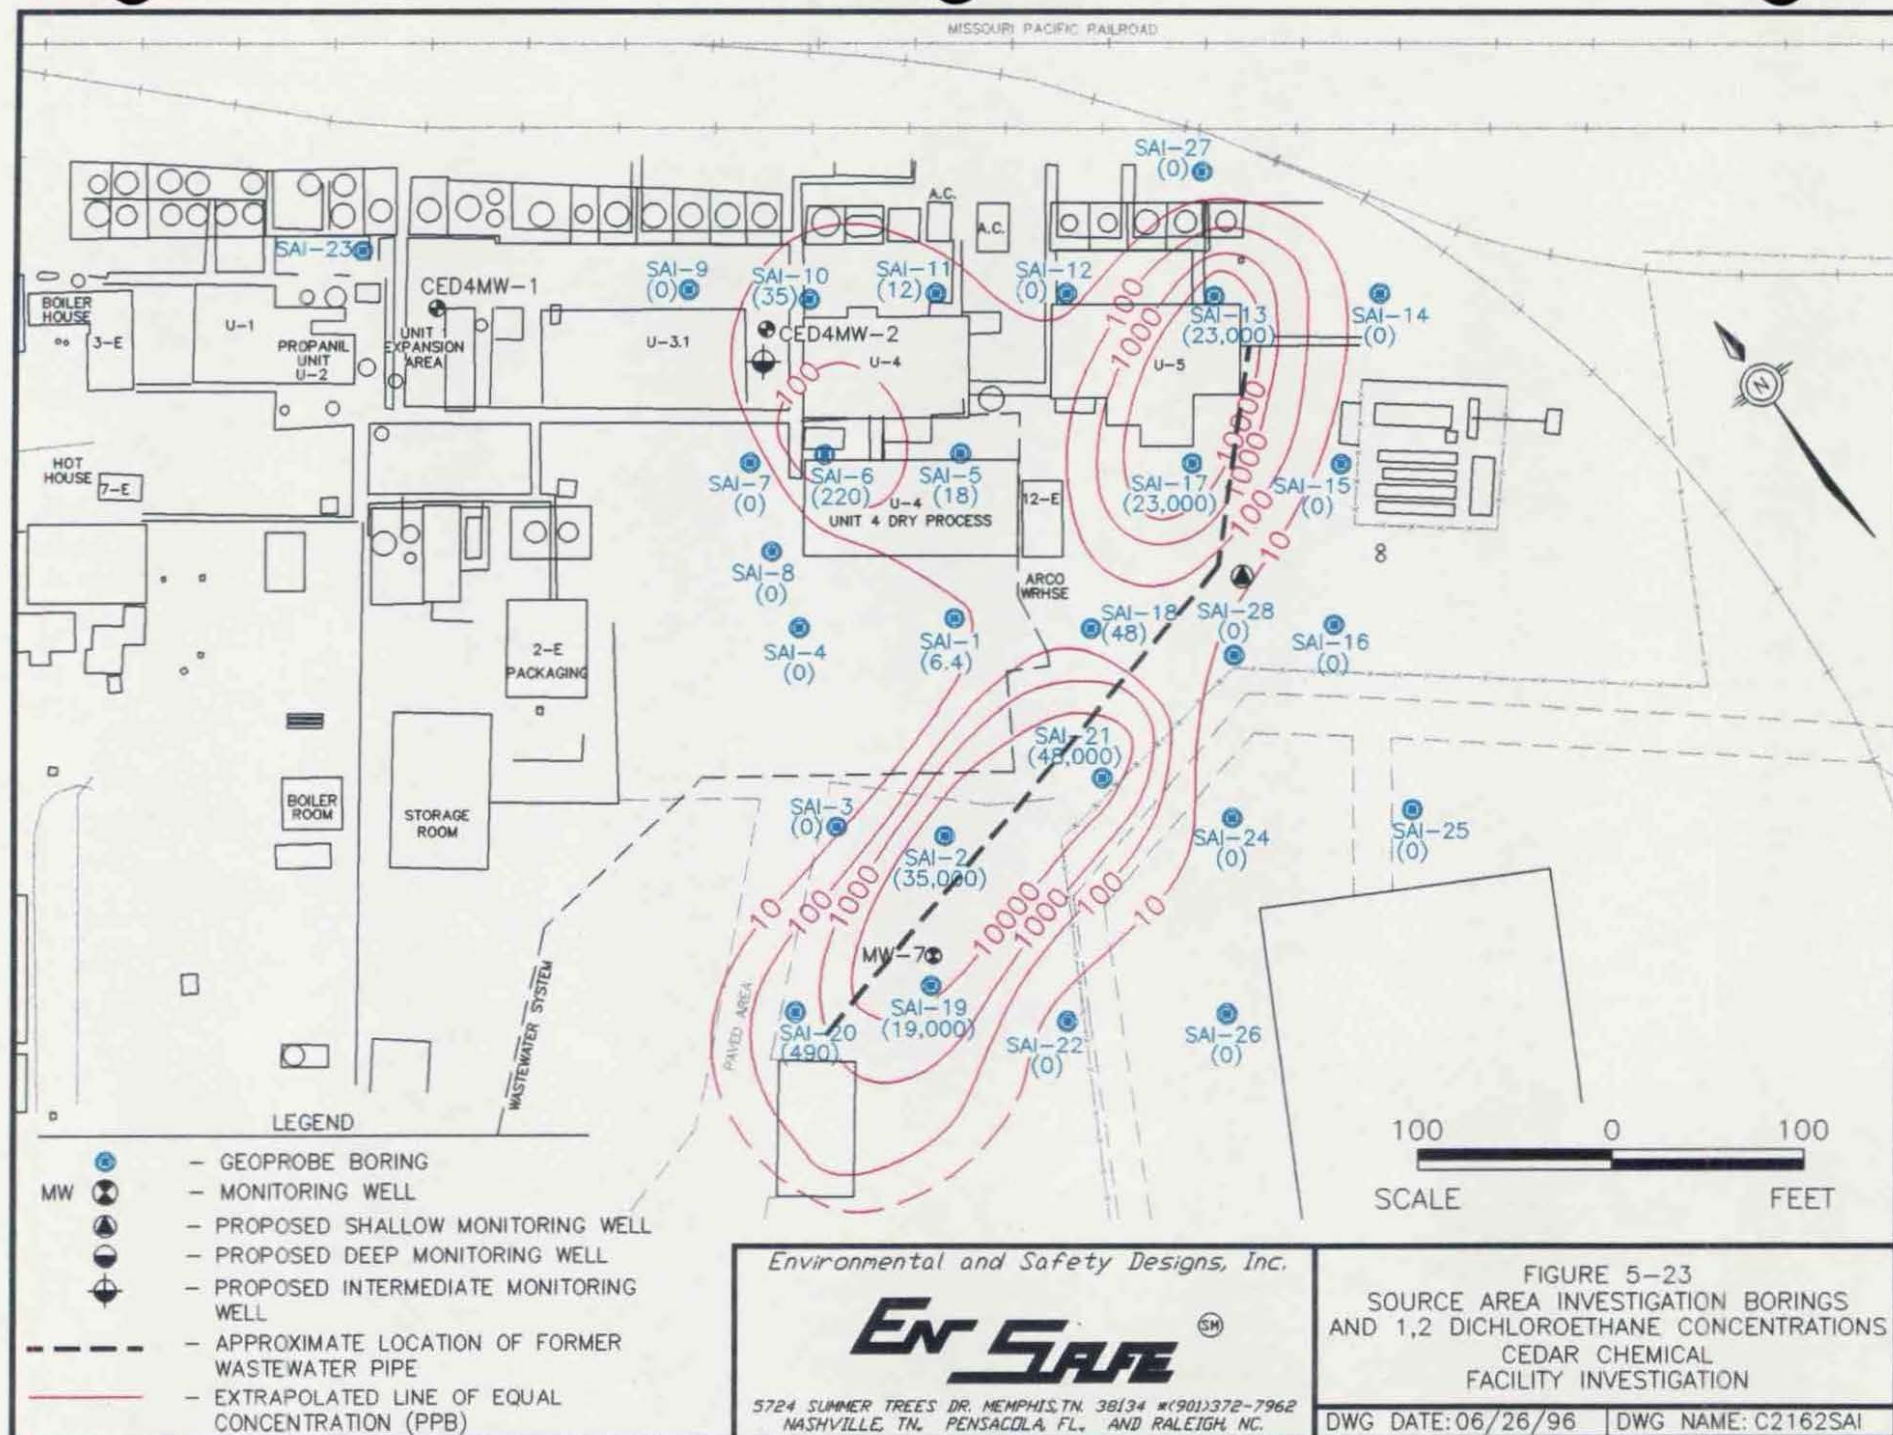 MISSOURI PACIFIC RAILROAD
SAI-27
(0)
A.C.
A.C.
SAI-23
CED4MW-1
SAI-9
(0)
SAI-10
(35)
SAI-11
(12)
SAI-12
(0)
SAI-13
(23,000)
SAI-14
(0)
BOILER
HOUSE
3-E
U-1
PROPANIL
UNIT
U-2
UNIT 1
EXPANSION
AREA
U-3.1
CED4MW-2
U-4
U-5
100
1000
100
10000
1000
100
10
N
HOT
HOUSE
7-E
SAI-7
(0)
SAI-6
(220)
SAI-5
(18)
U-4
UNIT 4 DRY PROCESS
12-E
SAI-17
(23,000)
SAI-15
(0)
SAI-8
(0)
ARCO
WRHSE
SAI-4
(0)
SAI-1
(6.4)
SAI-18
(48)
SAI-28
(0)
SAI-16
(0)
2-E
PACKAGING
SAI-21
(48,000)
BOILER
ROOM
STORAGE
ROOM
SAI-3
(0)
SAI-2
(35,000)
SAI-24
(0)
SAI-25
(0)
10
100
1000
10000
1000
100
10
MW-7
SAI-19
(19,000)
SAI-20
(490)
SAI-22
(0)
SAI-26
(0)
PAVED AREA
WASTEWATER SYSTEM
LEGEND
- GEOPROBE BORING
MW - MONITORING WELL
- PROPOSED SHALLOW MONITORING WELL
- PROPOSED DEEP MONITORING WELL
- PROPOSED INTERMEDIATE MONITORING
WELL
- APPROXIMATE LOCATION OF FORMER
WASTEWATER PIPE
- EXTRAPOLATED LINE OF EQUAL
CONCENTRATION (PPB)
100 0 100
SCALE FEET
Environmental and Safety Designs, Inc.
EnSafe SM
5724 SUMMER TREES DR. MEMPHIS, TN. 38134 *(901)372-7962
NASHVILLE, TN. PENSACOLA, FL., AND RALEIGH, NC.
FIGURE 5-23
SOURCE AREA INVESTIGATION BORINGS
AND 1,2 DICHLOROETHANE CONCENTRATIONS
CEDAR CHEMICAL
FACILITY INVESTIGATION
DWG DATE: 06/26/96 DWG NAME: C2162SAI